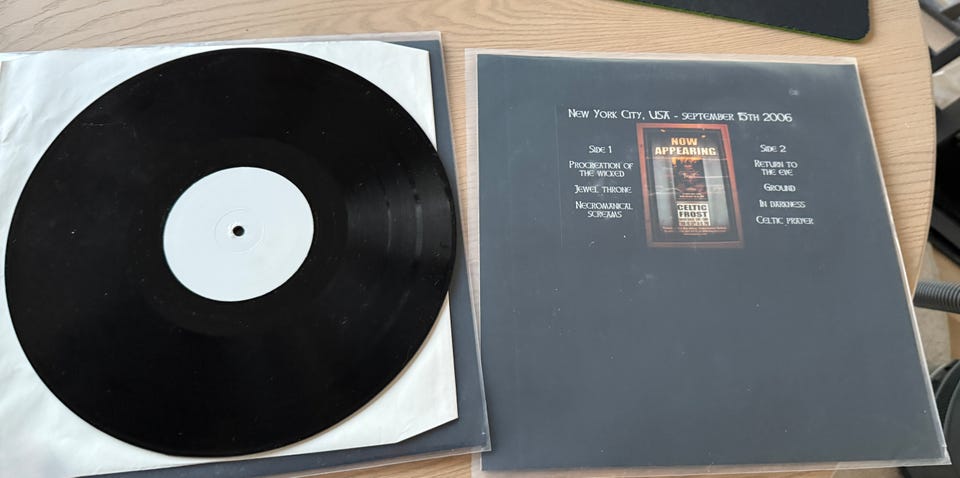 New York City, USA - September 15th 2006
Side 1
Procreation of
the wicked
Jewel throne
Necromanical
screams
NOW
APPEARING
CELTIC
FROST
Side 2
Return to
the eve
Ground
In darkness
Celtic prayer